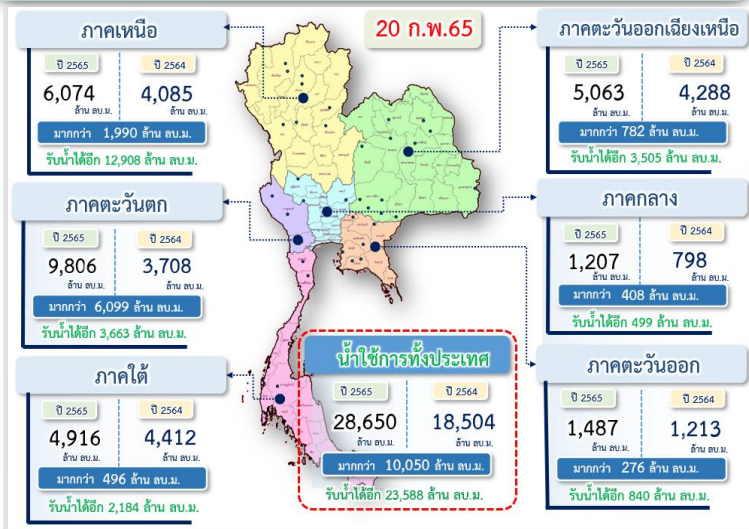 20 ก.พ.65
ภาคเหนือ
ปี 2565 ปี 2564
6,074 4,085
ล้าน ลบ.ม. ล้าน ลบ.ม.
มากกว่า 1,990 ล้าน ลบ.ม.
รับน้ำได้อีก 12,908 ล้าน ลบ.ม.
ภาคตะวันตก
ปี 2565 ปี 2564
9,806 3,708
ล้าน ลบ.ม. ล้าน ลบ.ม.
มากกว่า 6,099 ล้าน ลบ.ม.
รับน้ำได้อีก 3,663 ล้าน ลบ.ม.
ภาคใต้
ปี 2565 ปี 2564
4,916 4,412
ล้าน ลบ.ม. ล้าน ลบ.ม.
มากกว่า 496 ล้าน ลบ.ม.
รับน้ำได้อีก 2,184 ล้าน ลบ.ม.
น้ำใช้การทั้งประเทศ
ปี 2565 ปี 2564
28,650 18,504
ล้าน ลบ.ม. ล้าน ลบ.ม.
มากกว่า 10,050 ล้าน ลบ.ม.
รับน้ำได้อีก 23,588 ล้าน ลบ.ม.
ภาคตะวันออกเฉียงเหนือ
ปี 2565 ปี 2564
5,063 4,288
ล้าน ลบ.ม. ล้าน ลบ.ม.
มากกว่า 782 ล้าน ลบ.ม.
รับน้ำได้อีก 3,505 ล้าน ลบ.ม.
ภาคกลาง
ปี 2565 ปี 2564
1,207 798
ล้าน ลบ.ม. ล้าน ลบ.ม.
มากกว่า 408 ล้าน ลบ.ม.
รับน้ำได้อีก 499 ล้าน ลบ.ม.
ภาคตะวันออก
ปี 2565 ปี 2564
1,487 1,213
ล้าน ลบ.ม. ล้าน ลบ.ม.
มากกว่า 276 ล้าน ลบ.ม.
รับน้ำได้อีก 840 ล้าน ลบ.ม.